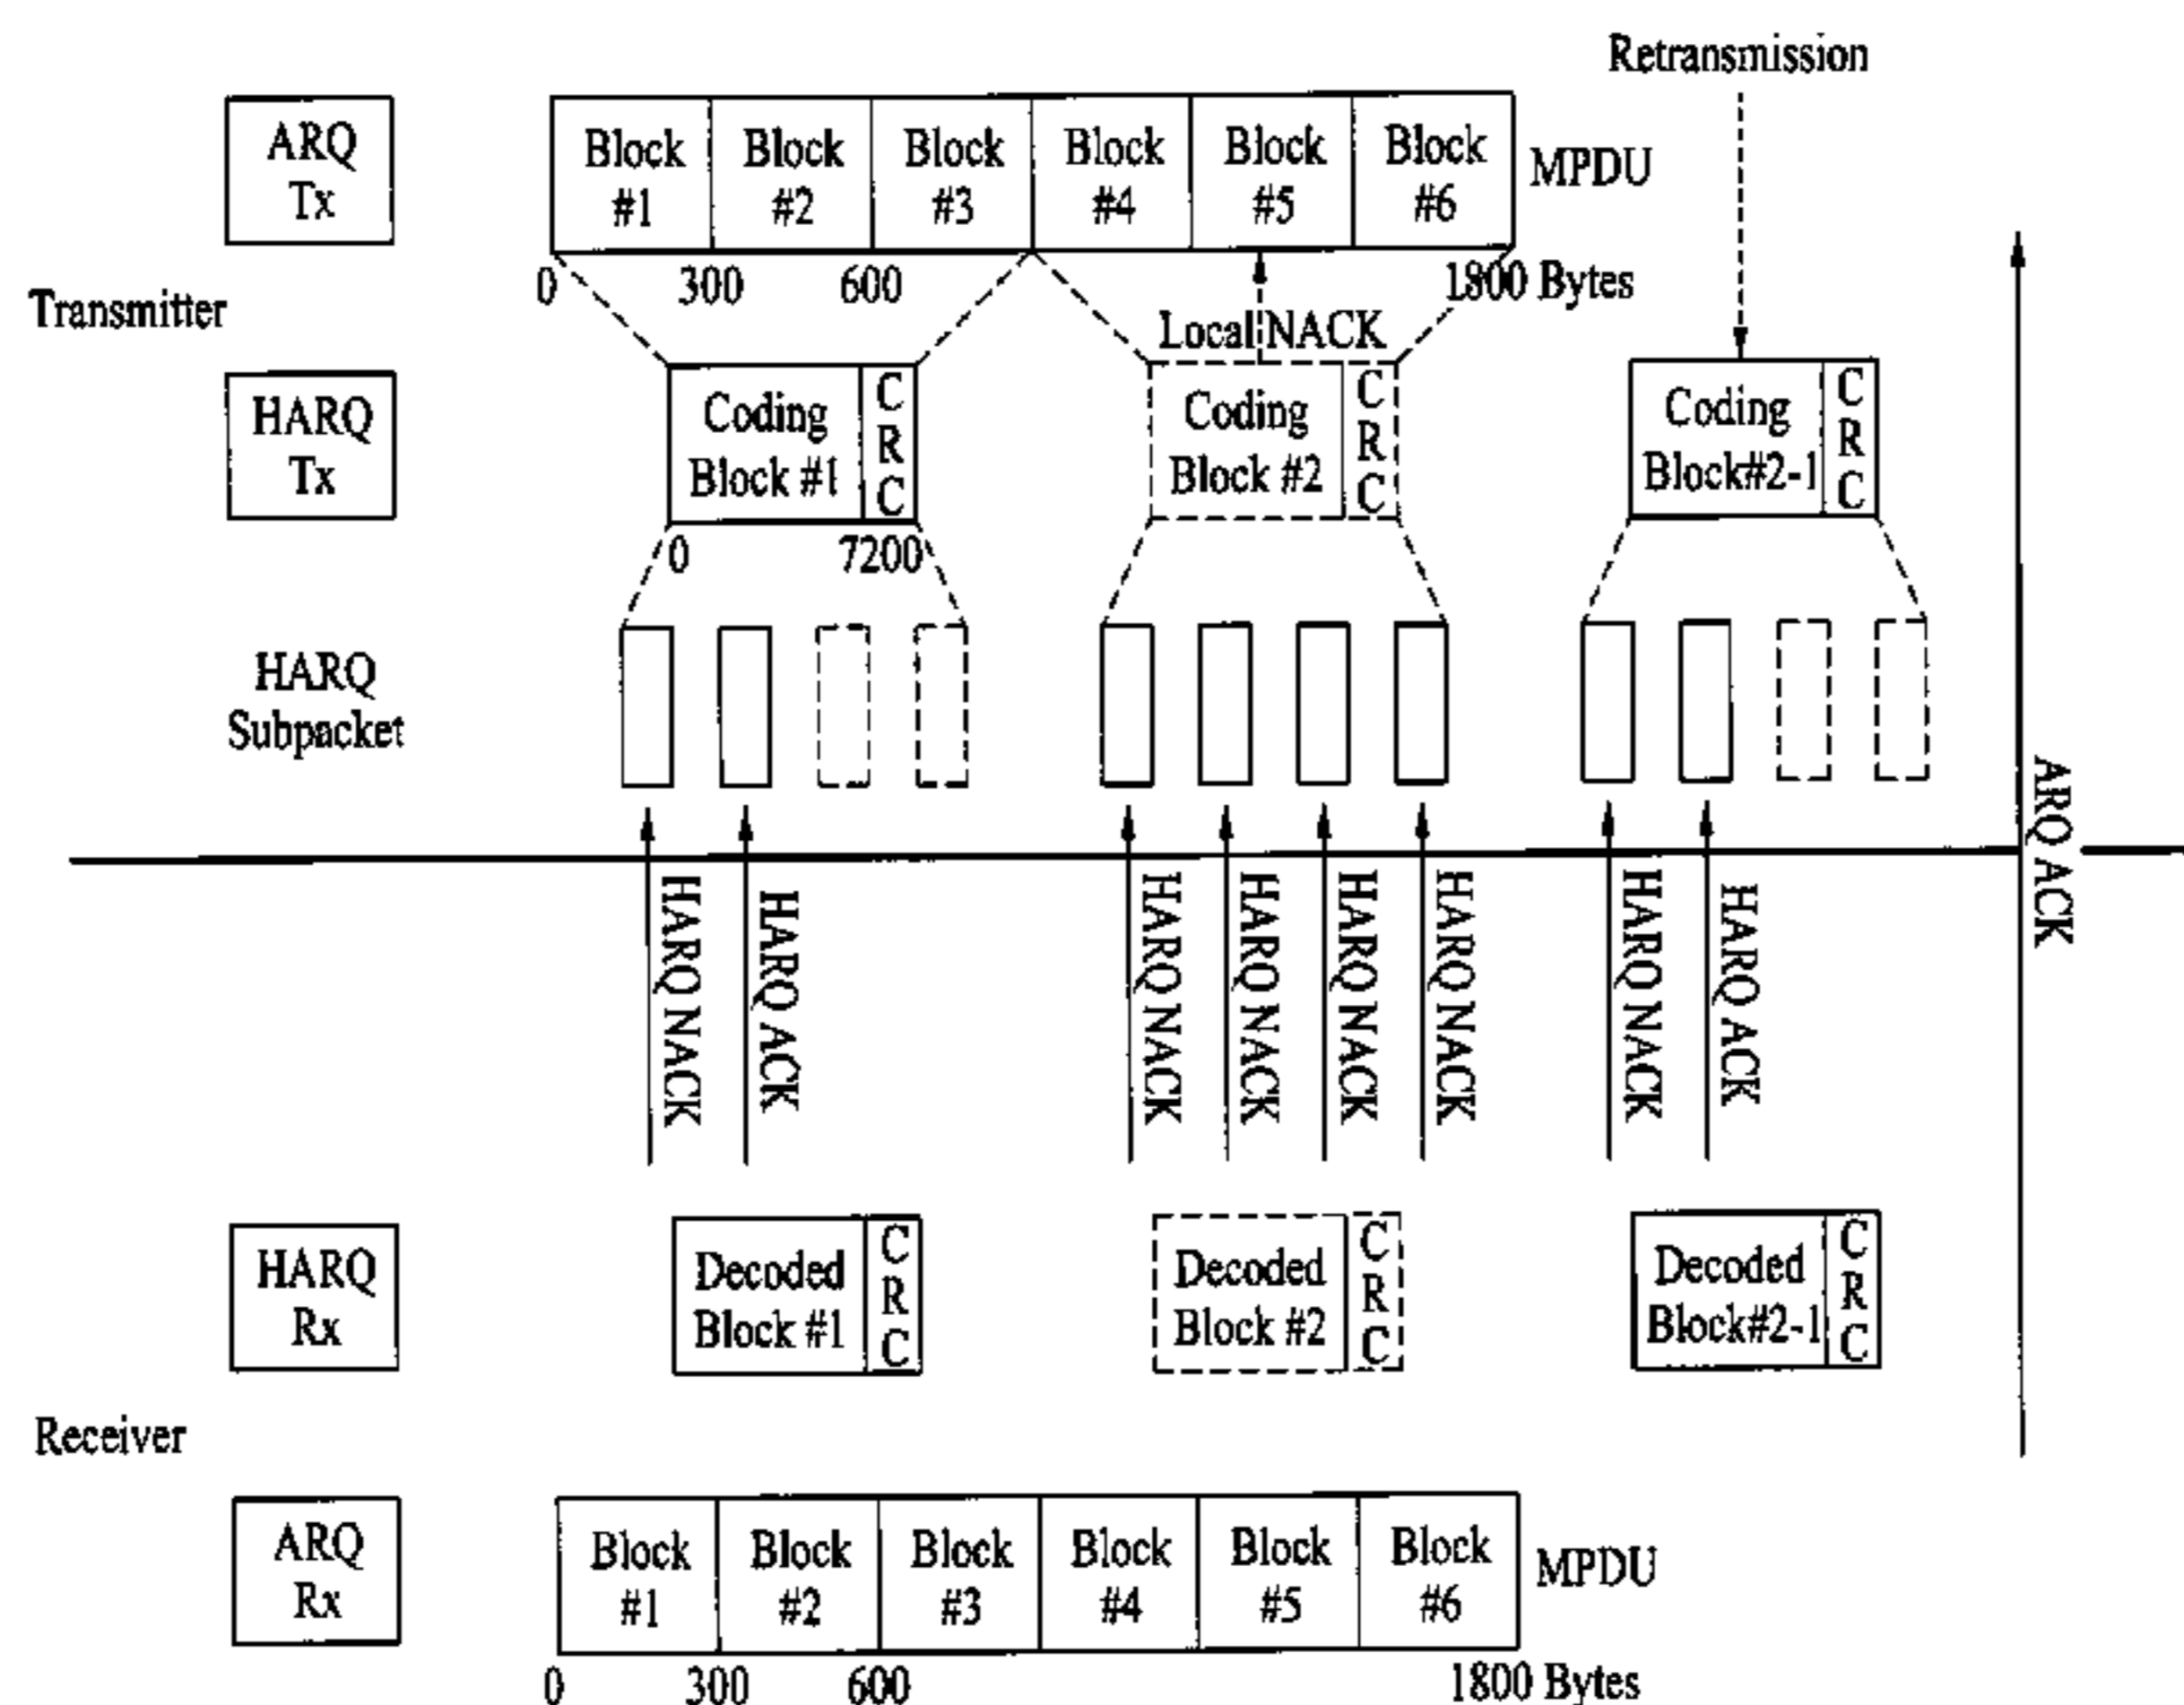 Retransmission
ARQ
Tx
Block
#1
Block
#2
Block
#3
Block
#4
Block
#5
Block
#6
MPDU
0
300
600
1800 Bytes
Transmitter
Local NACK
HARQ
Tx
Coding
Block #1
C
R
C
Coding
Block #2
C
R
C
Coding
Block#2-1
C
R
C
0
7200
HARQ
Subpacket
HARQ NACK
HARQ ACK
HARQ NACK
HARQ NACK
HARQ NACK
HARQ NACK
HARQ NACK
HARQ ACK
ARQ ACK
HARQ
Rx
Decoded
Block #1
C
R
C
Decoded
Block #2
C
R
C
Decoded
Block#2-1
C
R
C
Receiver
ARQ
Rx
Block
#1
Block
#2
Block
#3
Block
#4
Block
#5
Block
#6
MPDU
0
300
600
1800 Bytes